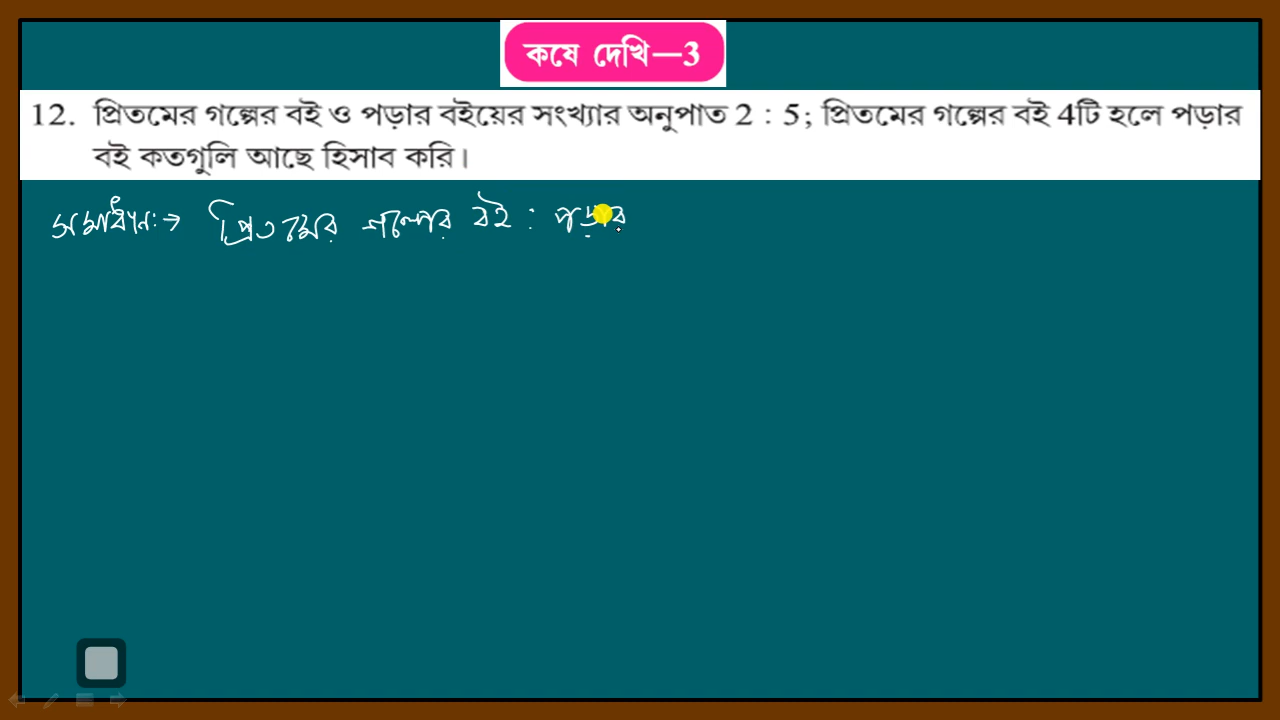 কষে দেখি—3
12. প্রিতমের গল্পের বই ও পড়ার বইয়ের সংখ্যার অনুপাত 2 : 5; প্রিতমের গল্পের বই 4টি হলে পড়ার
বই কতগুলি আছে হিসাব করি।
সমাধান:→ প্রিতমের গল্পের বই : পড়ার